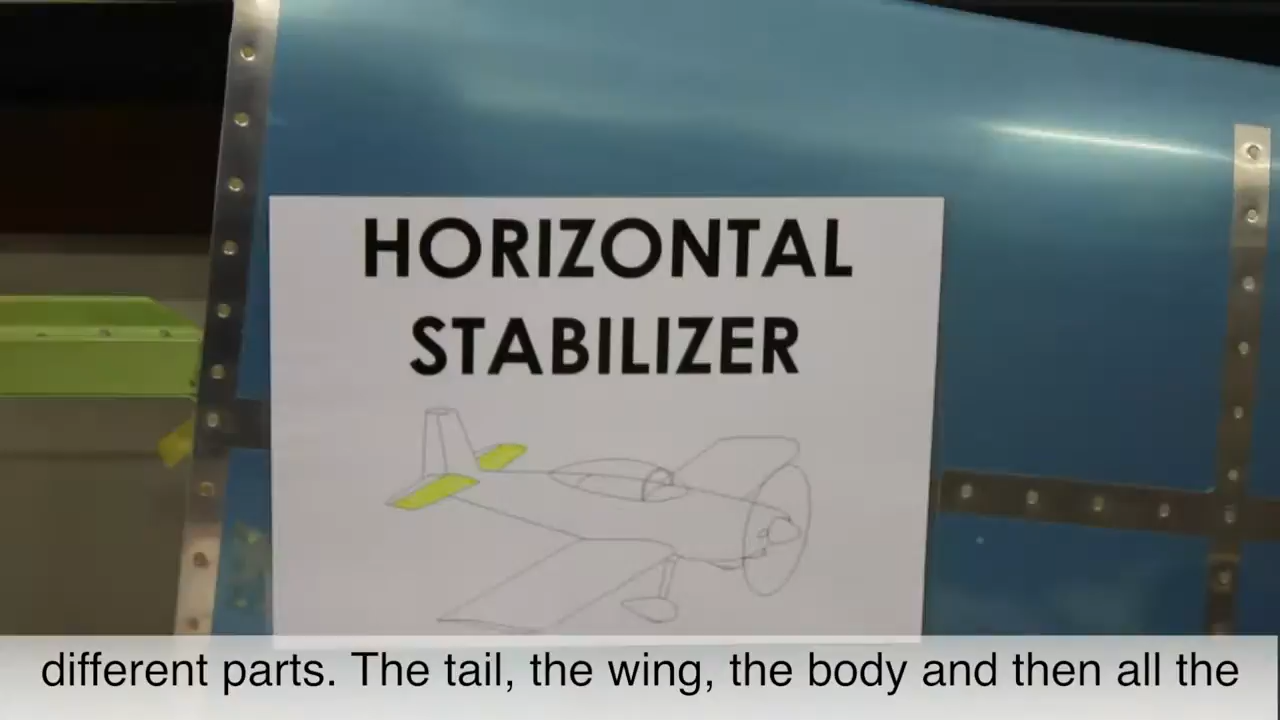 HORIZONTAL
STABILIZER
different parts. The tail, the wing, the body and then all the